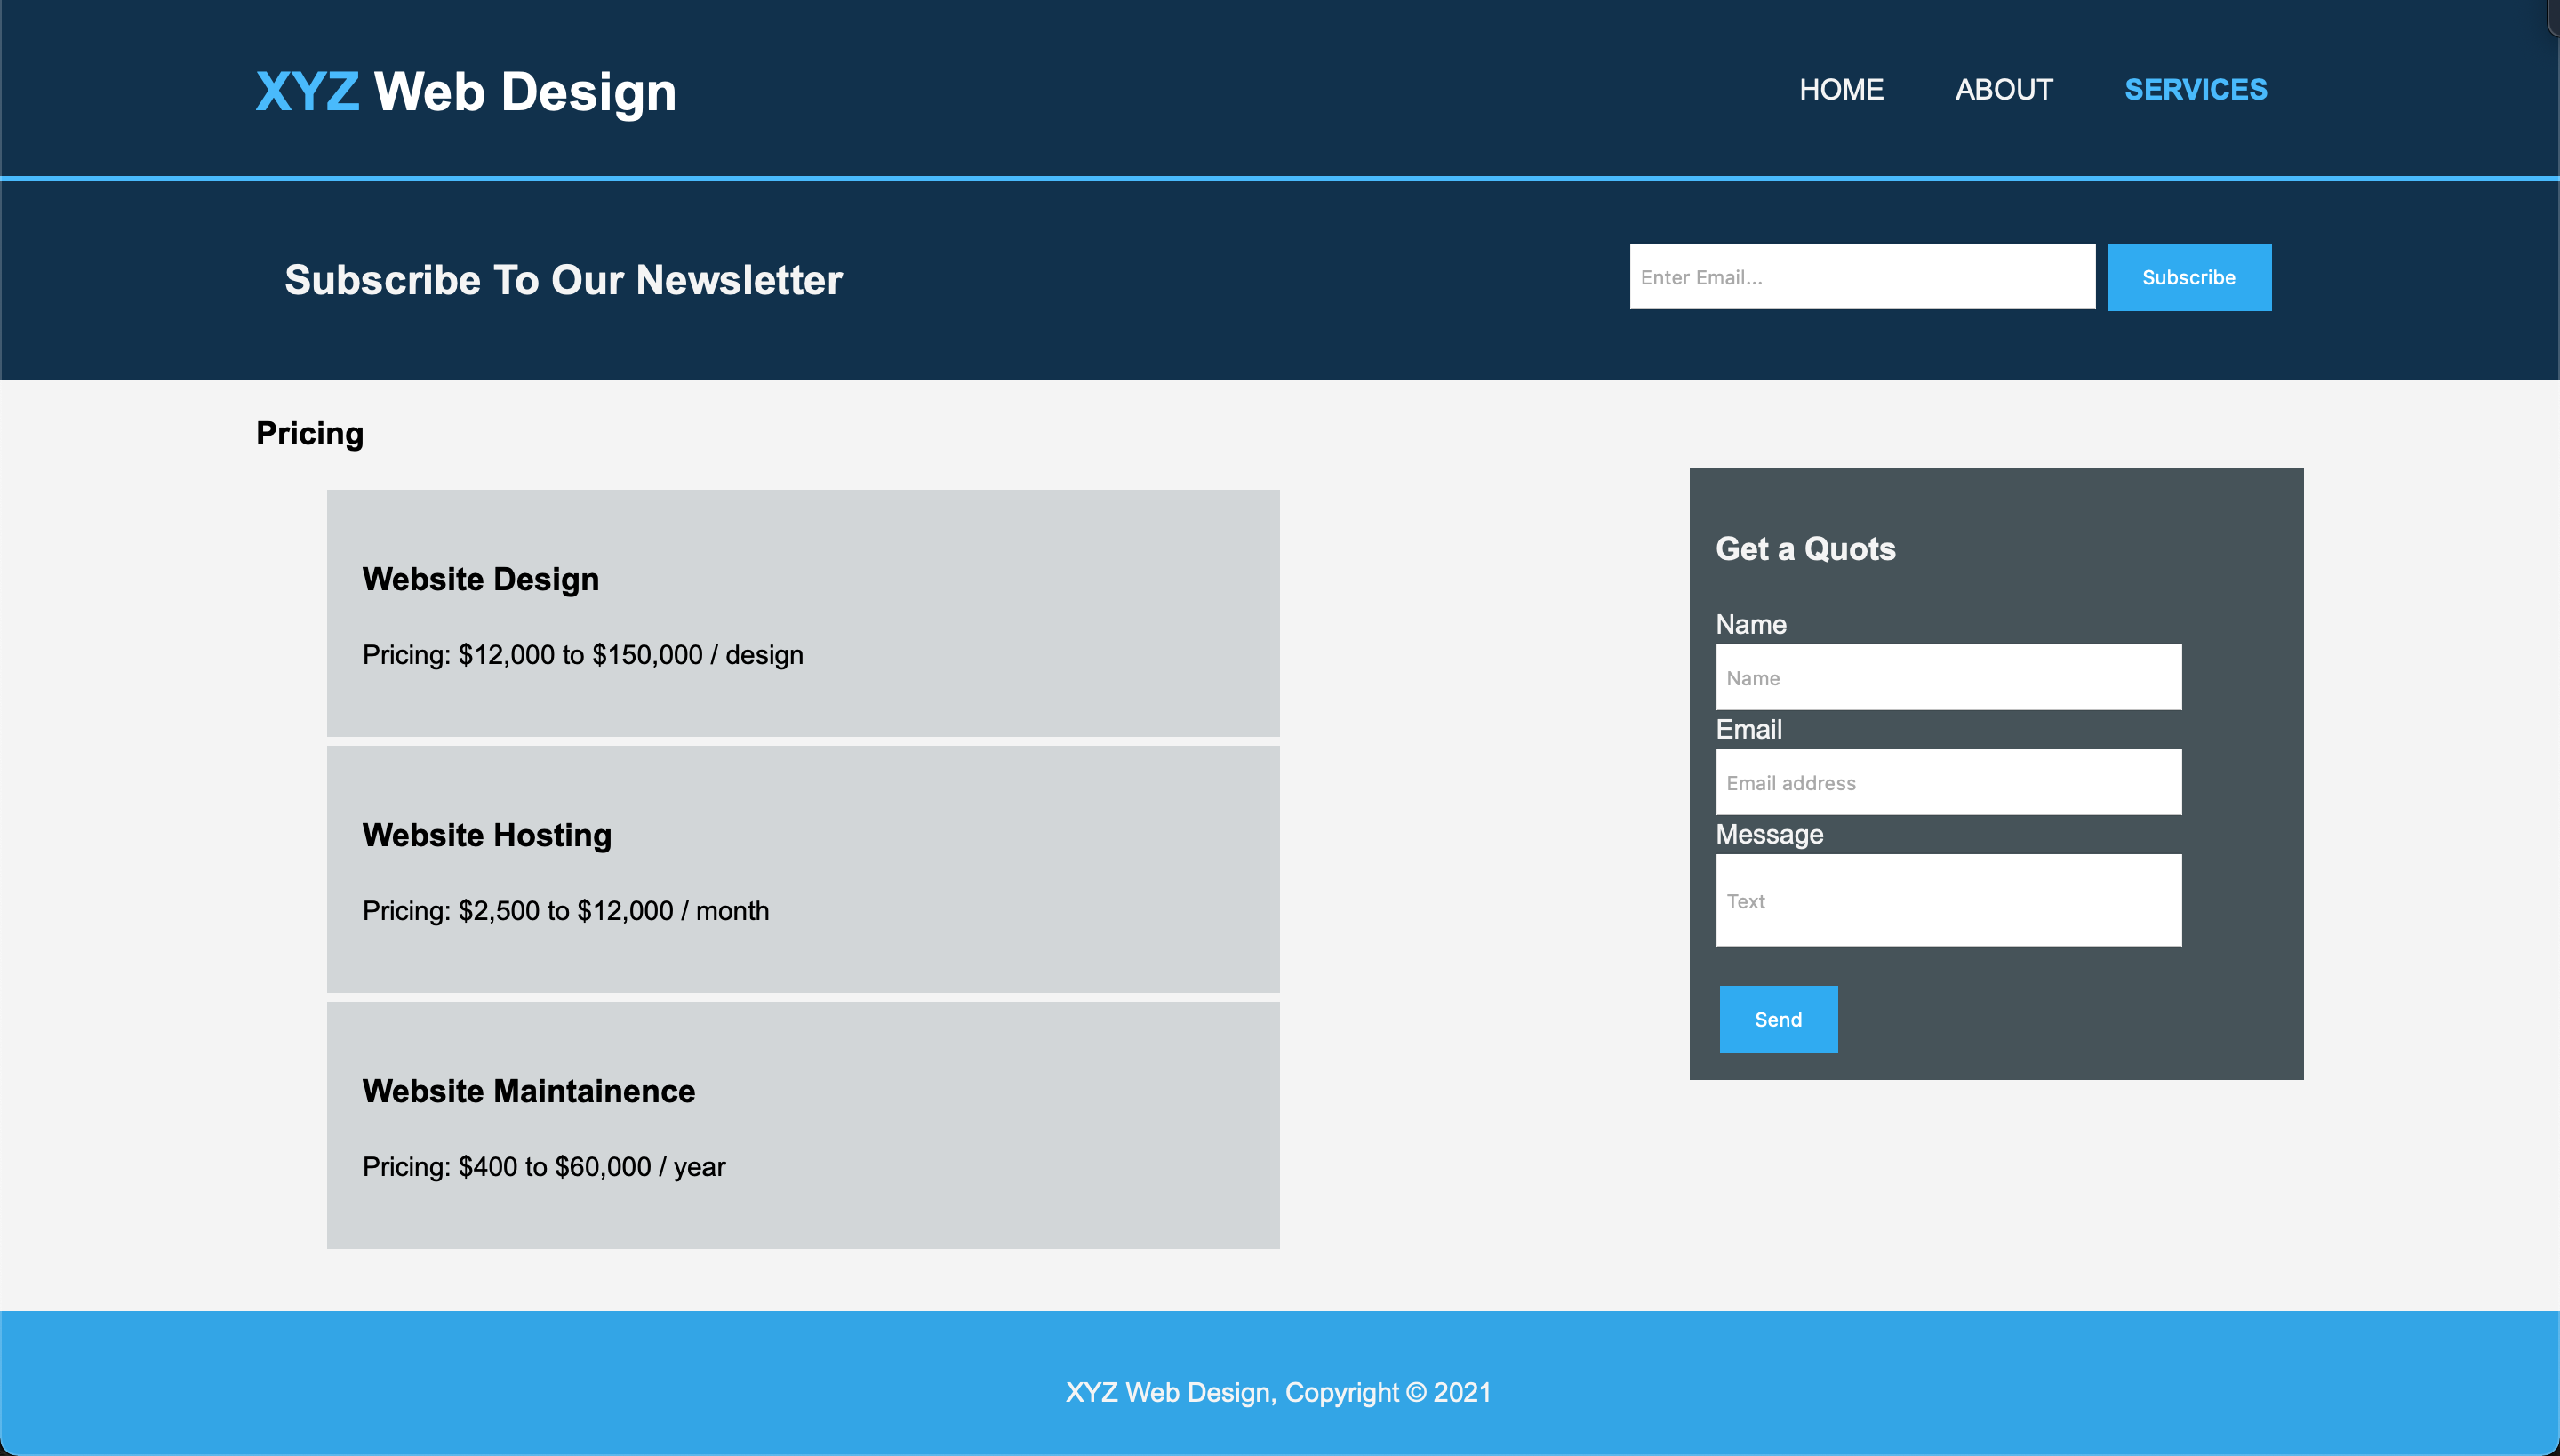 XYZ Web Design
HOME ABOUT SERVICES
Subscribe To Our Newsletter
Enter Email...
Subscribe
Pricing
Website Design
Pricing: $12,000 to $150,000 / design
Website Hosting
Pricing: $2,500 to $12,000 / month
Website Maintainence
Pricing: $400 to $60,000 / year
Get a Quots
Name
Name
Email
Email address
Message
Text
Send
XYZ Web Design, Copyright © 2021